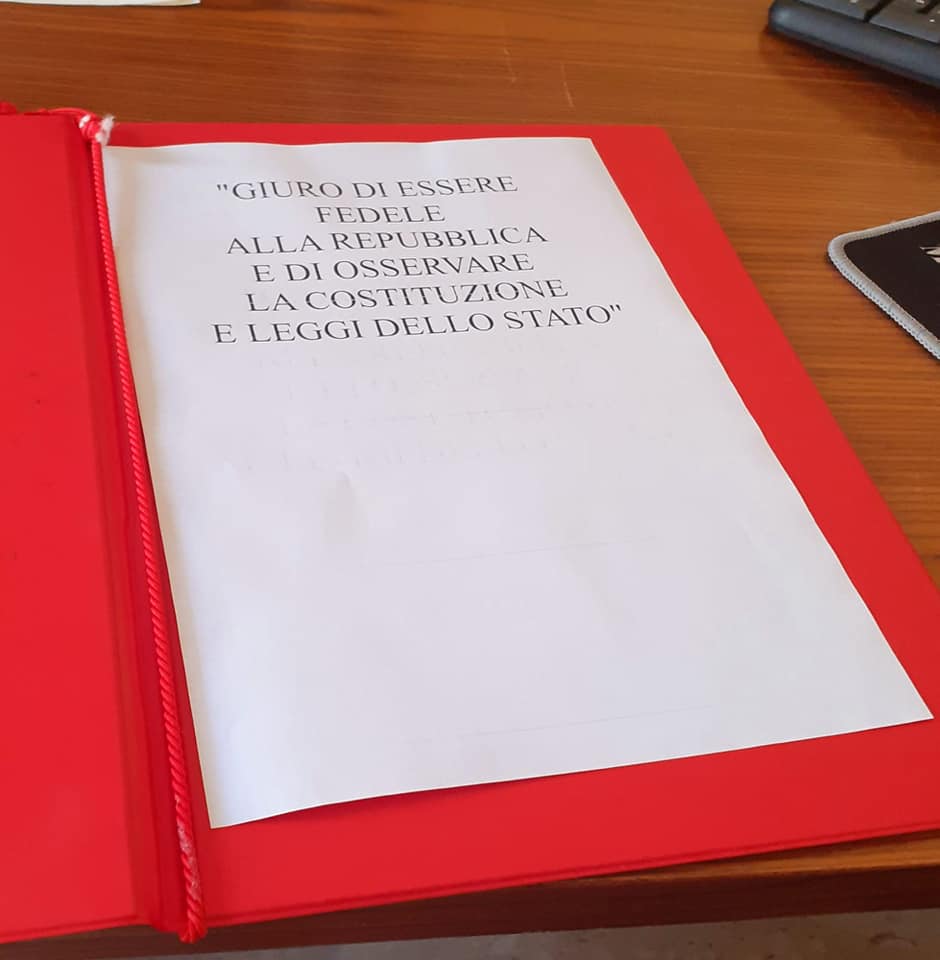 "GIURO DI ESSERE
FEDELE
ALLA REPUBBLICA
E DI OSSERVARE
LA COSTITUZIONE
E LEGGI DELLO STATO"